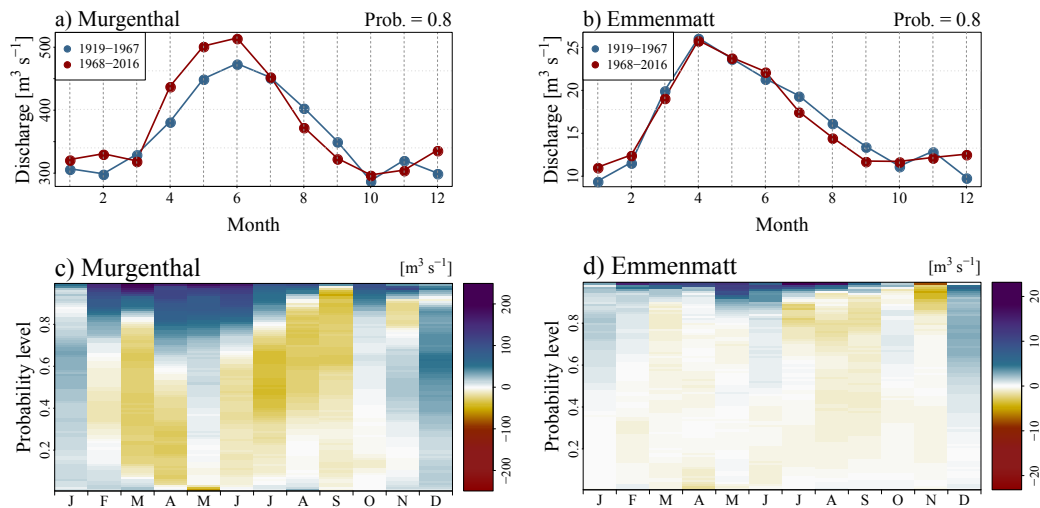 a) Murgenthal
Prob. = 0.8
Discharge [m³ s⁻¹]
500
400
300
1919−1967
1968−2016
2 4 6 8 10 12
Month
b) Emmenmatt
Prob. = 0.8
Discharge [m³ s⁻¹]
25
20
15
10
1919−1967
1968−2016
2 4 6 8 10 12
Month
c) Murgenthal
[m³ s⁻¹]
Probability level
0.8
0.6
0.4
0.2
J F M A M J J A S O N D
200
100
0
−100
−200
d) Emmenmatt
[m³ s⁻¹]
Probability level
0.8
0.6
0.4
0.2
J F M A M J J A S O N D
20
10
0
−10
−20